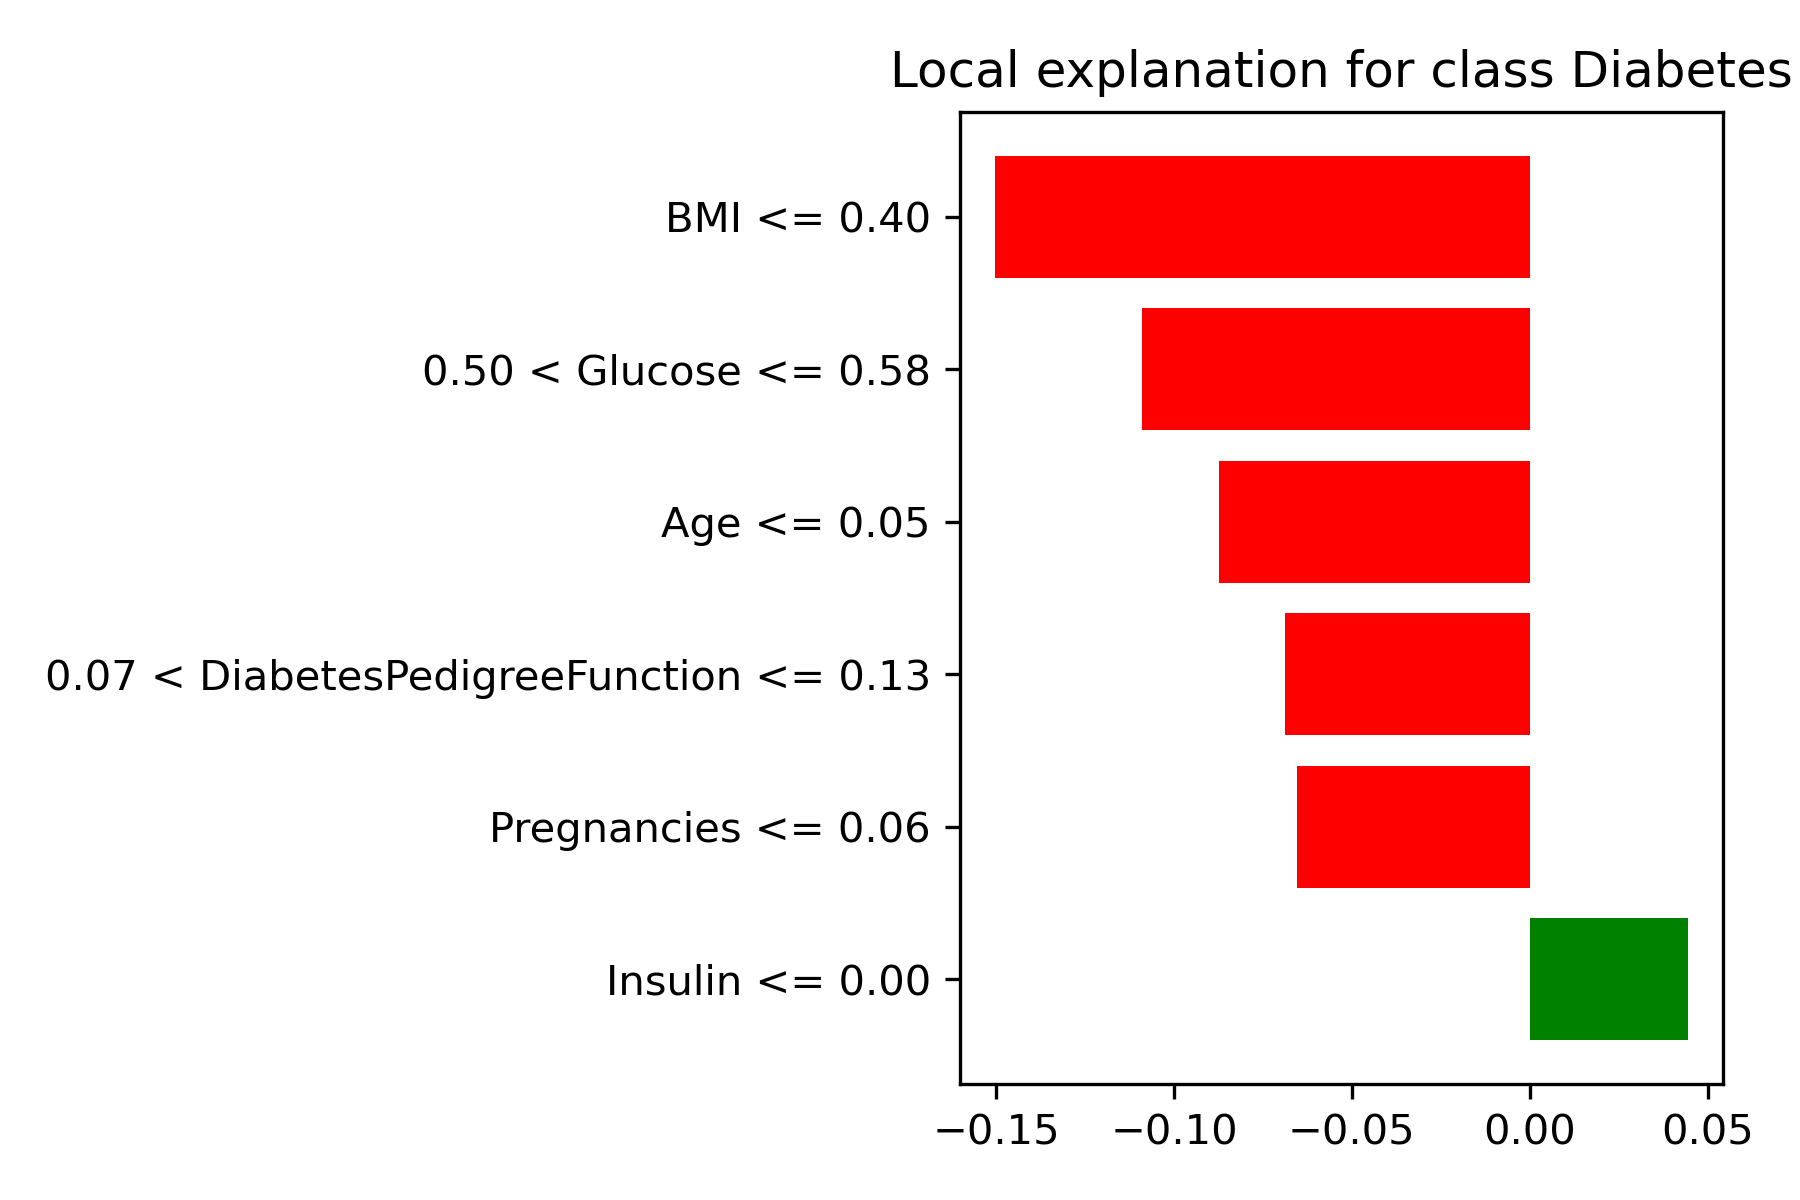 Local explanation for class Diabetes
BMI <= 0.40
0.50 < Glucose <= 0.58
Age <= 0.05
0.07 < DiabetesPedigreeFunction <= 0.13
Pregnancies <= 0.06
Insulin <= 0.00
−0.15 −0.10 −0.05 0.00 0.05